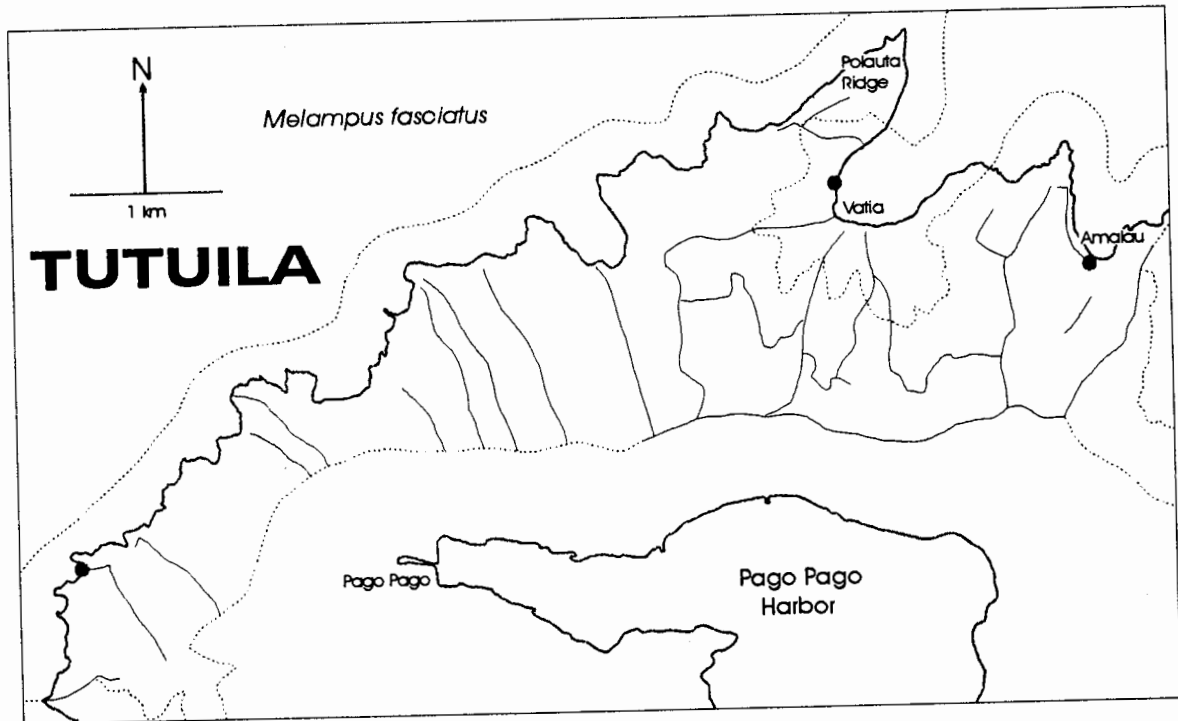 N
Melampus fasciatus
1 km
TUTUILA
Polauta
Ridge
Vatia
Amalau
Pago Pago
Pago Pago
Harbor